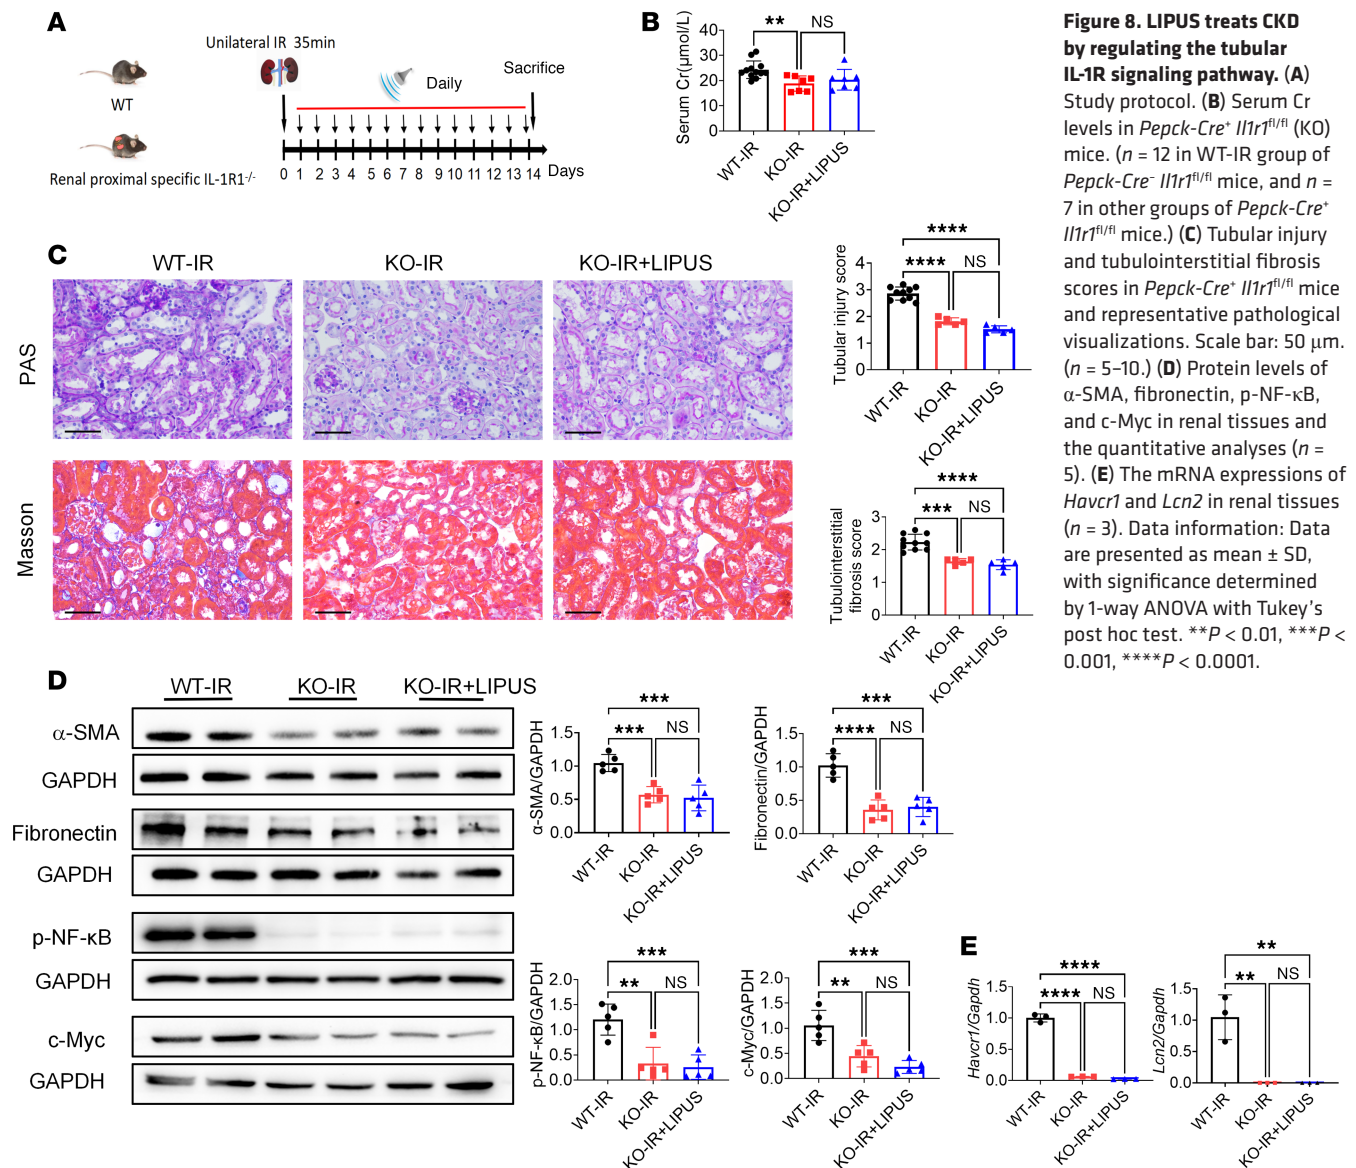 A
Unilateral IR 35min
Daily
Sacrifice
WT
Renal proximal specific IL-1R1-/-
0 1 2 3 4 5 6 7 8 9 10 11 12 13 14 Days
B
Serum Cr(μmol/L)
40
30
20
10
0
** NS
WT-IR
KO-IR
KO-IR+LIPUS
C
WT-IR KO-IR KO-IR+LIPUS
PAS
Masson
Tubular injury score
4
3
2
1
0
****
**** NS
WT-IR
KO-IR
KO-IR+LIPUS
Tubulointerstitial
fibrosis score
3
2
1
0
****
*** NS
WT-IR
KO-IR
KO-IR+LIPUS
D
WT-IR KO-IR KO-IR+LIPUS
α-SMA
GAPDH
Fibronectin
GAPDH
p-NF-κB
GAPDH
c-Myc
GAPDH
α-SMA/GAPDH
1.5
1.0
0.5
0.0
***
*** NS
WT-IR
KO-IR
KO-IR+LIPUS
Fibronectin/GAPDH
1.5
1.0
0.5
0.0
***
**** NS
WT-IR
KO-IR
KO-IR+LIPUS
p-NF-κB/GAPDH
2.0
1.5
1.0
0.5
0.0
***
** NS
WT-IR
KO-IR
KO-IR+LIPUS
c-Myc/GAPDH
2.0
1.5
1.0
0.5
0.0
***
** NS
WT-IR
KO-IR
KO-IR+LIPUS
E
Havcr1/Gapdh
1.5
1.0
0.5
0.0
****
**** NS
WT-IR
KO-IR
KO-IR+LIPUS
Lcn2/Gapdh
1.5
1.0
0.5
0.0
**
** NS
WT-IR
KO-IR
KO-IR+LIPUS
Figure 8. LIPUS treats CKD
by regulating the tubular
IL-1R signaling pathway. (A)
Study protocol. (B) Serum Cr
levels in Pepck-Cre+ Il1r1fl/fl (KO)
mice. (n = 12 in WT-IR group of
Pepck-Cre- Il1r1fl/fl mice, and n =
7 in other groups of Pepck-Cre+
Il1r1fl/fl mice.) (C) Tubular injury
and tubulointerstitial fibrosis
scores in Pepck-Cre+ Il1r1fl/fl mice
and representative pathological
visualizations. Scale bar: 50 μm.
(n = 5–10.) (D) Protein levels of
α-SMA, fibronectin, p-NF-κB,
and c-Myc in renal tissues and
the quantitative analyses (n =
5). (E) The mRNA expressions of
Havcr1 and Lcn2 in renal tissues
(n = 3). Data information: Data
are presented as mean ± SD,
with significance determined
by 1-way ANOVA with Tukey's
post hoc test. **P < 0.01, ***P <
0.001, ****P < 0.0001.